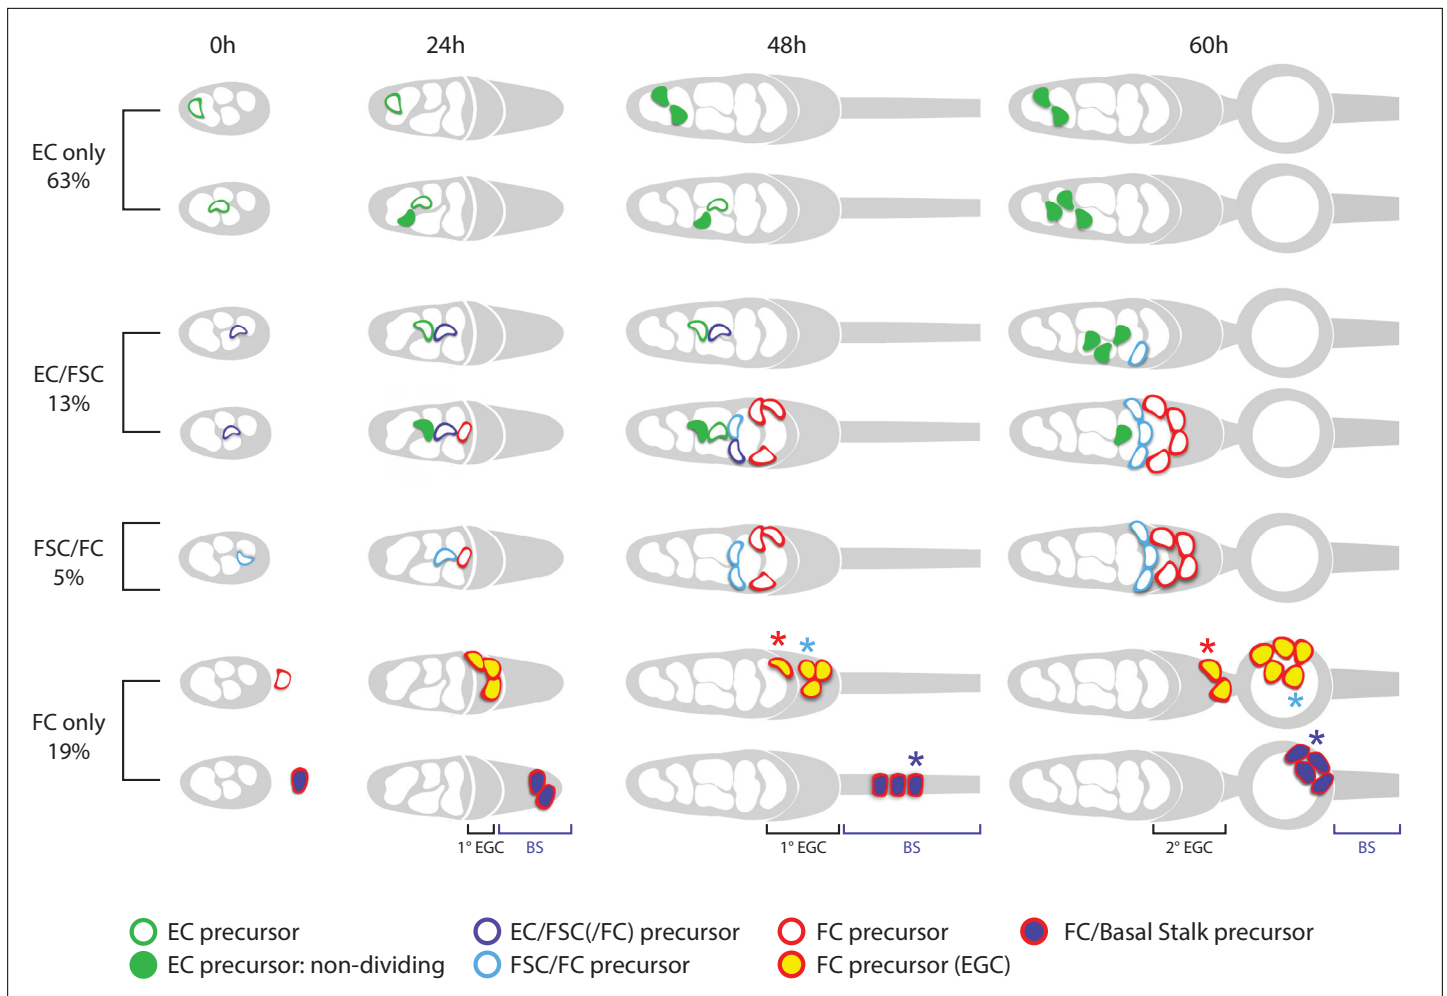 0h 24h 48h 60h
EC only
63%
EC/FSC
13%
FSC/FC
5%
* *
*
*
FC only
19%
*
*
1° EGC BS 1° EGC BS 2° EGC BS
EC precursor EC/FSC(/FC) precursor FC precursor FC/Basal Stalk precursor
EC precursor: non-dividing FSC/FC precursor FC precursor (EGC)